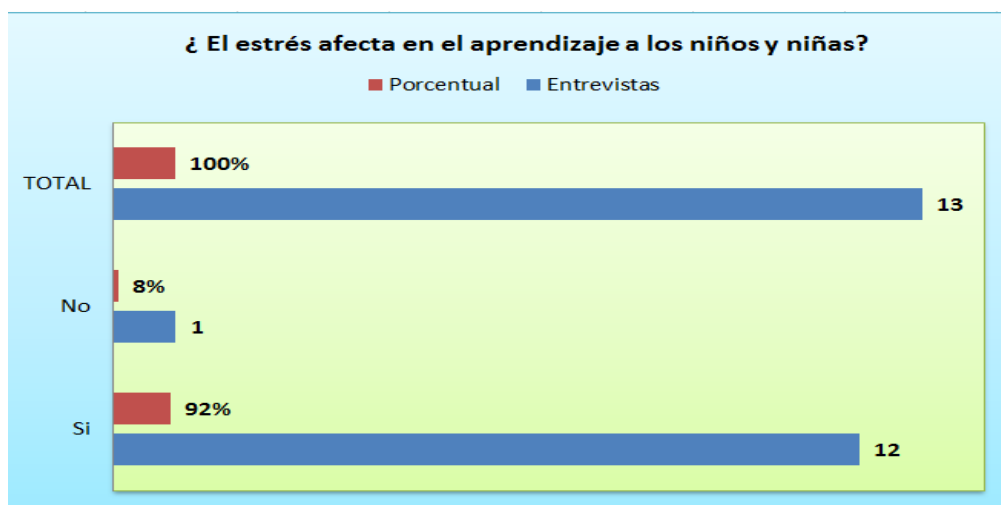 ¿ El estrés afecta en el aprendizaje a los niños y niñas?
Porcentual Entrevistas
TOTAL
100%
13
No
8%
1
Si
92%
12